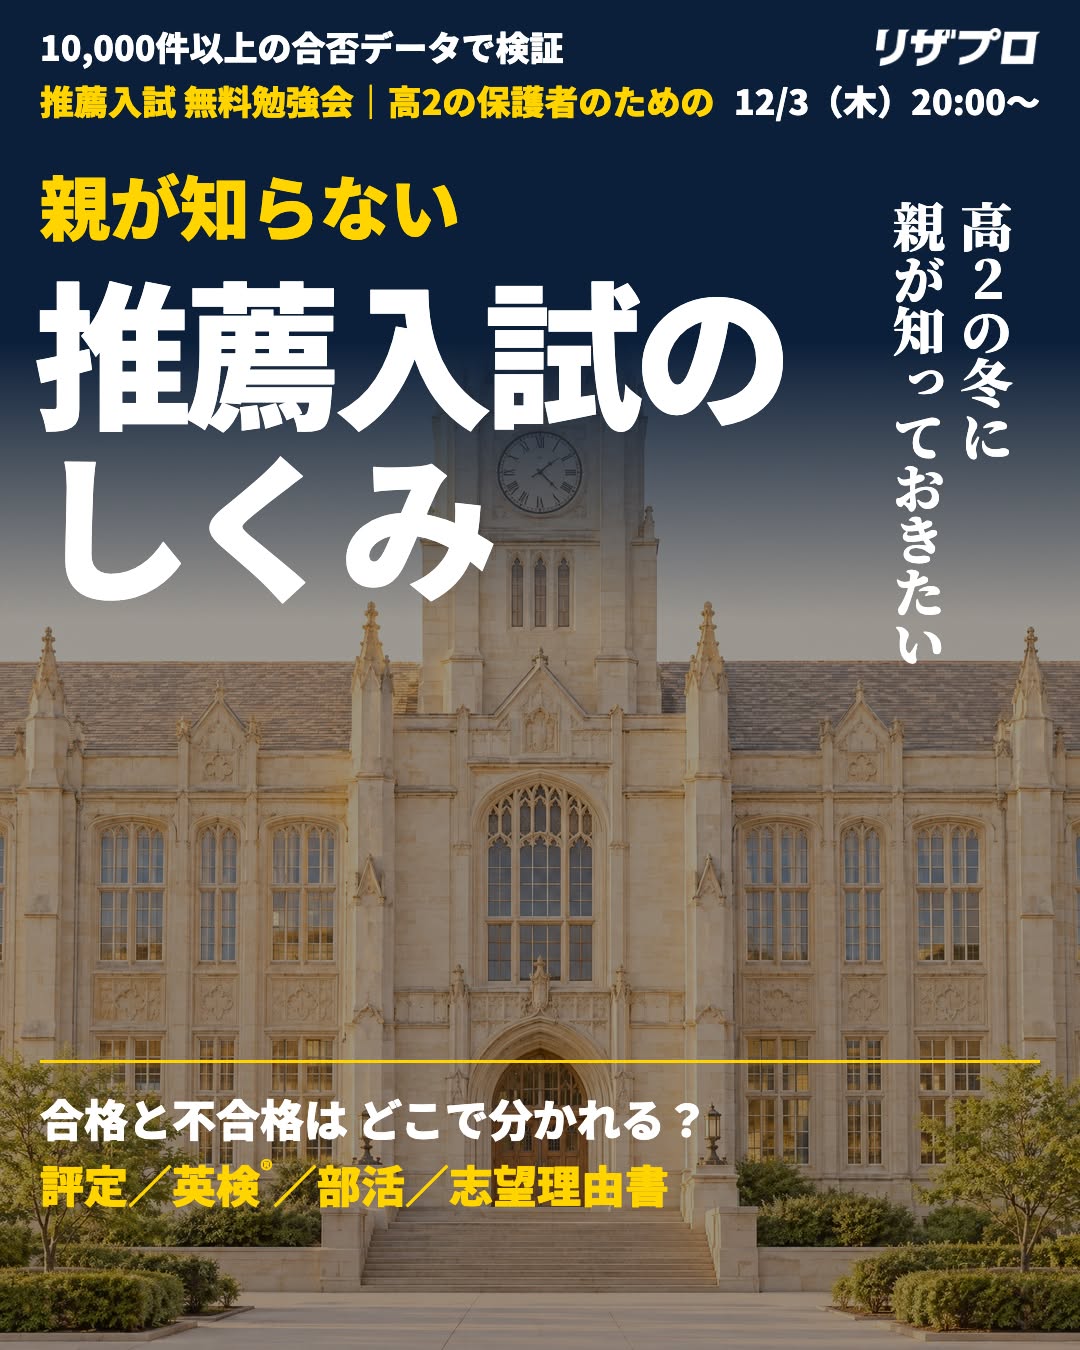 10,000件以上の合否データで検証
リザプロ
推薦入試 無料勉強会｜高2の保護者のための 12/3（木）20:00〜
親が知らない
推薦入試の
しくみ
高2の冬に
親が知っておきたい
合格と不合格は どこで分かれる？
評定／英検®／部活／志望理由書